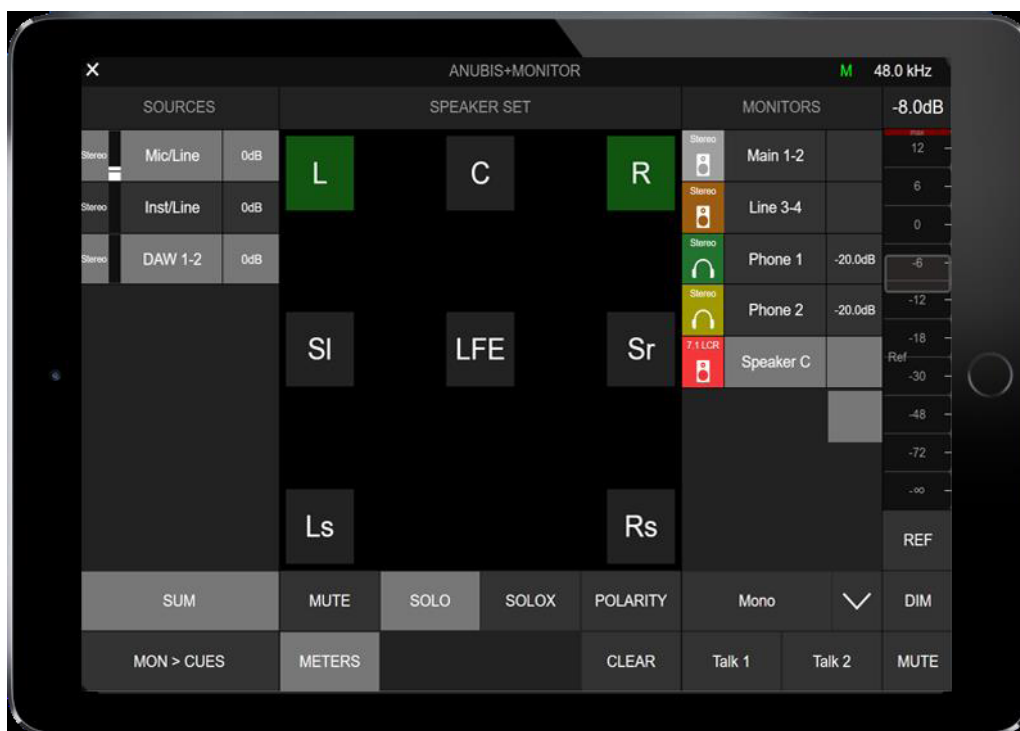 X ANUBIS+MONITOR M 48.0 kHz
SOURCES SPEAKER SET MONITORS -8.0dB
Stereo Mic/Line 0dB
Stereo Inst/Line 0dB
Stereo DAW 1-2 0dB
L C R
Sl LFE Sr
Ls Rs
Stereo Main 1-2
Stereo Line 3-4
Stereo Phone 1 -20.0dB
Stereo Phone 2 -20.0dB
7.1 LCR Speaker C
max
12
6
0
-6
-12
-18
Ref
-30
-48
-72
-∞
REF
SUM MUTE SOLO SOLOX POLARITY Mono DIM
MON > CUES METERS CLEAR Talk 1 Talk 2 MUTE